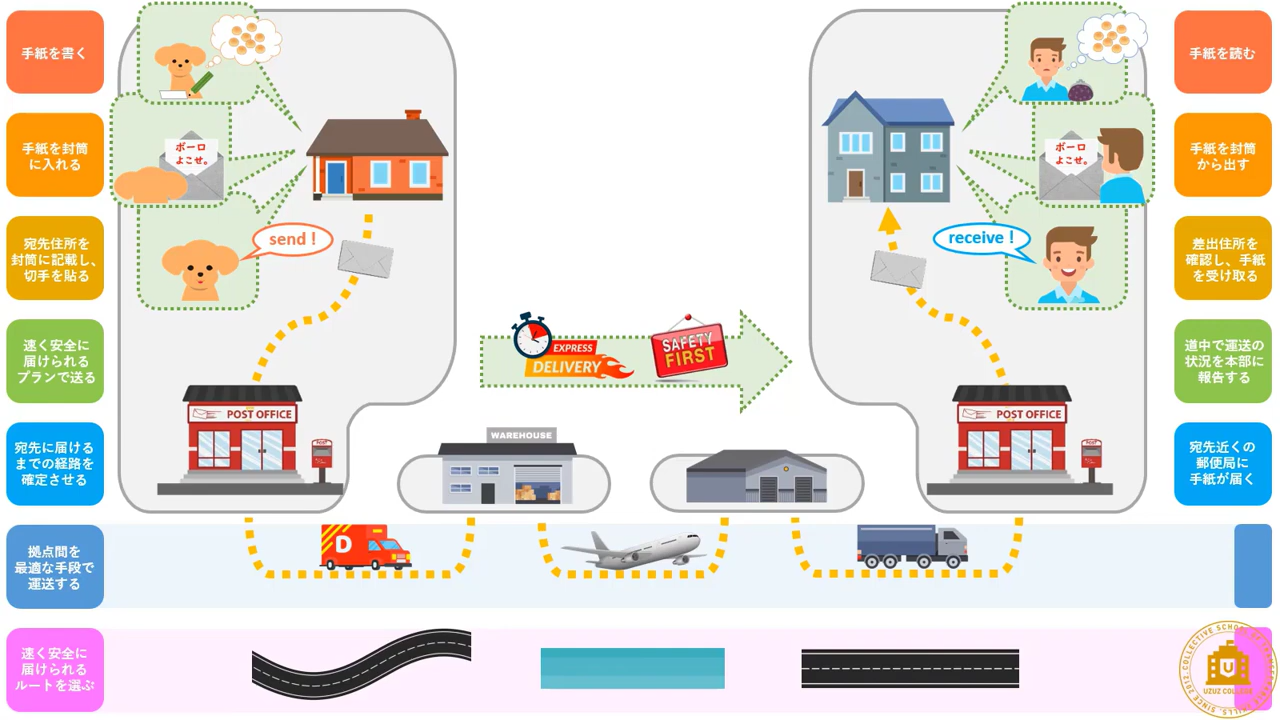 手紙を書く
手紙を封筒
に入れる
宛先住所を
封筒に記載し、
切手を貼る
速く安全に
届けられる
プランで送る
宛先に届ける
までの経路を
確定させる
拠点間を
最適な手段で
運送する
速く安全に
届けられる
ルートを選ぶ
ボーロ
よこせ。
send !
POST OFFICE
POST
EXPRESS
DELIVERY
SAFETY
FIRST
WAREHOUSE
D
ボーロ
よこせ。
receive !
POST OFFICE
POST
手紙を読む
手紙を封筒
から出す
差出住所を
確認し、手紙
を受け取る
道中で運送の
状況を本部に
報告する
宛先近くの
郵便局に
手紙が届く
U
UZUZ COLLEGE